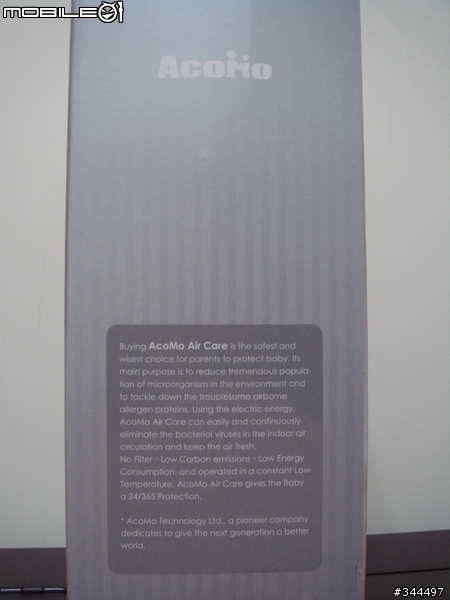 MOBILE01
AcoMo
Buying AcoMo Air Care is the safest and
wisest choice for parents to protect baby. Its
main purpose is to reduce tremendous popula-
tion of microorganism in the environment and
to tackle down the troublesome airborne
allergen proteins. Using the electric energy,
AcoMo Air Care can easily and continuously
eliminate the bacterial viruses in the indoor air
circulation and keep the air fresh.
No Filter、Low Carbon emissions、Low Energy
Consumption, and operated in a constant Low
Temperature, AcoMo Air Care gives the Baby
a 24/365 Protection.
* AcoMo Technology Ltd., a pioneer company
dedicates to give the next generation a better
world.
#344497